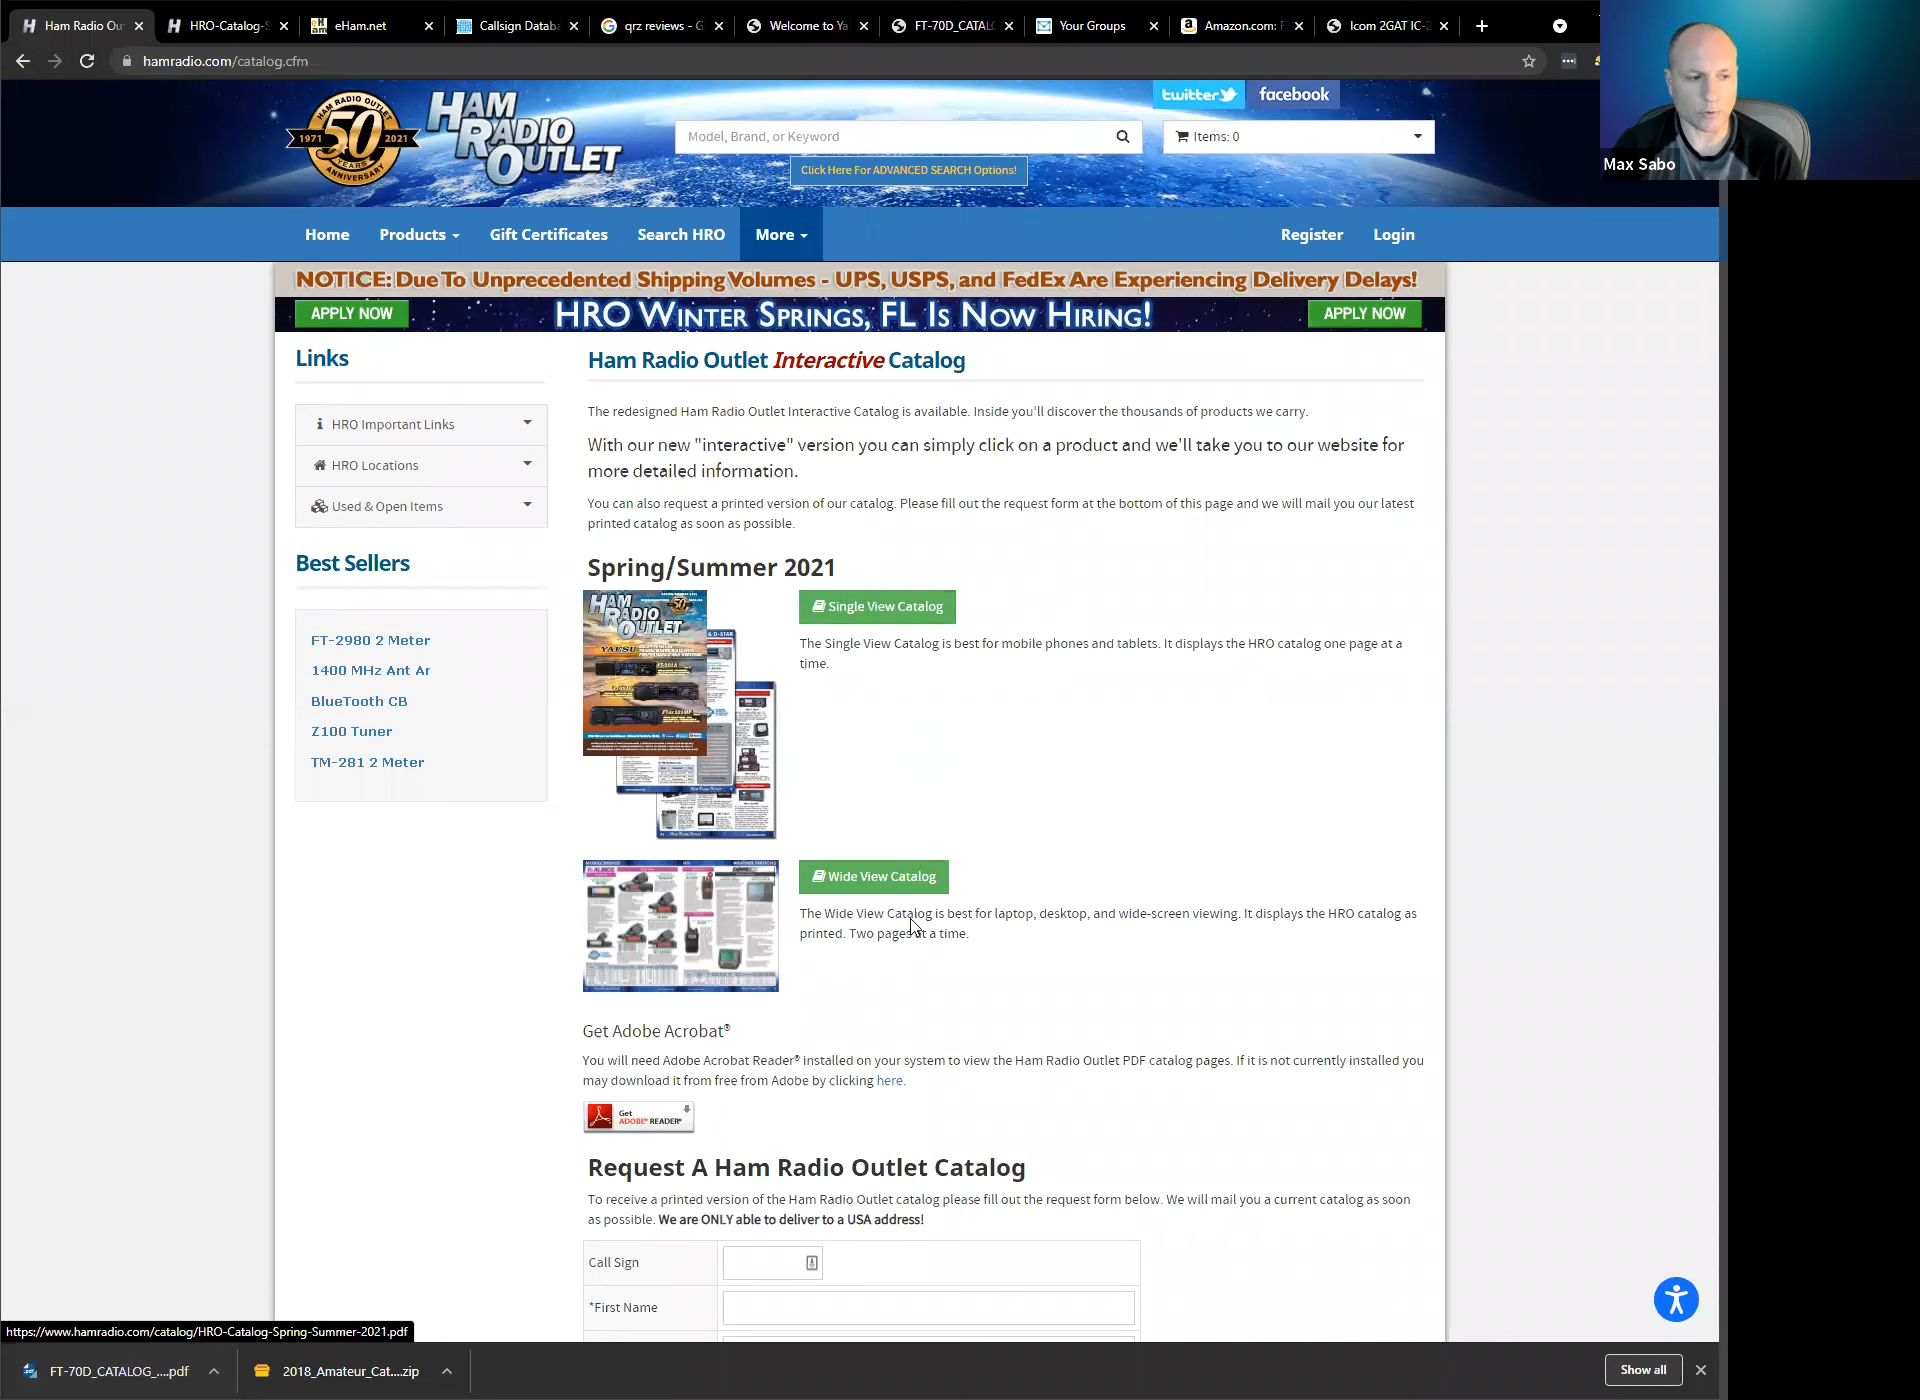 Ham Radio Ou
HRO-Catalog-S
eHam.net
Callsign Datab
qrz reviews - G
Welcome to Ya
FT-70D_CATAL
Your Groups
Amazon.com: F
Icom 2GAT IC-2
hamradio.com/catalog.cfm
Max Sabo
HAM RADIO OUTLET
1971 50 2021
YEARS
ANNIVERSARY
HAM
RADIO
OUTLET
twitter
facebook
Model, Brand, or Keyword
Items: 0
Click Here For ADVANCED SEARCH Options!
Home
Products
Gift Certificates
Search HRO
More
Register
Login
NOTICE: Due To Unprecedented Shipping Volumes - UPS, USPS, and FedEx Are Experiencing Delivery Delays!
APPLY NOW
HRO WINTER SPRINGS, FL IS NOW HIRING!
APPLY NOW
Links
HRO Important Links
HRO Locations
Used & Open Items
Best Sellers
FT-2980 2 Meter
1400 MHz Ant Ar
BlueTooth CB
Z100 Tuner
TM-281 2 Meter
Ham Radio Outlet Interactive Catalog
The redesigned Ham Radio Outlet Interactive Catalog is available. Inside you'll discover the thousands of products we carry.
With our new "interactive" version you can simply click on a product and we'll take you to our website for
more detailed information.
You can also request a printed version of our catalog. Please fill out the request form at the bottom of this page and we will mail you our latest
printed catalog as soon as possible.
Spring/Summer 2021
HAM
RADIO
OUTLET
YAESU
Single View Catalog
The Single View Catalog is best for mobile phones and tablets. It displays the HRO catalog one page at a
time.
Wide View Catalog
The Wide View Catalog is best for laptop, desktop, and wide-screen viewing. It displays the HRO catalog as
printed. Two pages at a time.
Get Adobe Acrobat®
You will need Adobe Acrobat Reader® installed on your system to view the Ham Radio Outlet PDF catalog pages. If it is not currently installed you
may download it from free from Adobe by clicking here.
Get
ADOBE® READER®
Request A Ham Radio Outlet Catalog
To receive a printed version of the Ham Radio Outlet catalog please fill out the request form below. We will mail you a current catalog as soon
as possible. We are ONLY able to deliver to a USA address!
Call Sign
*First Name
https://www.hamradio.com/catalog/HRO-Catalog-Spring-Summer-2021.pdf
FT-70D_CATALOG_....pdf
2018_Amateur_Cat....zip
Show all